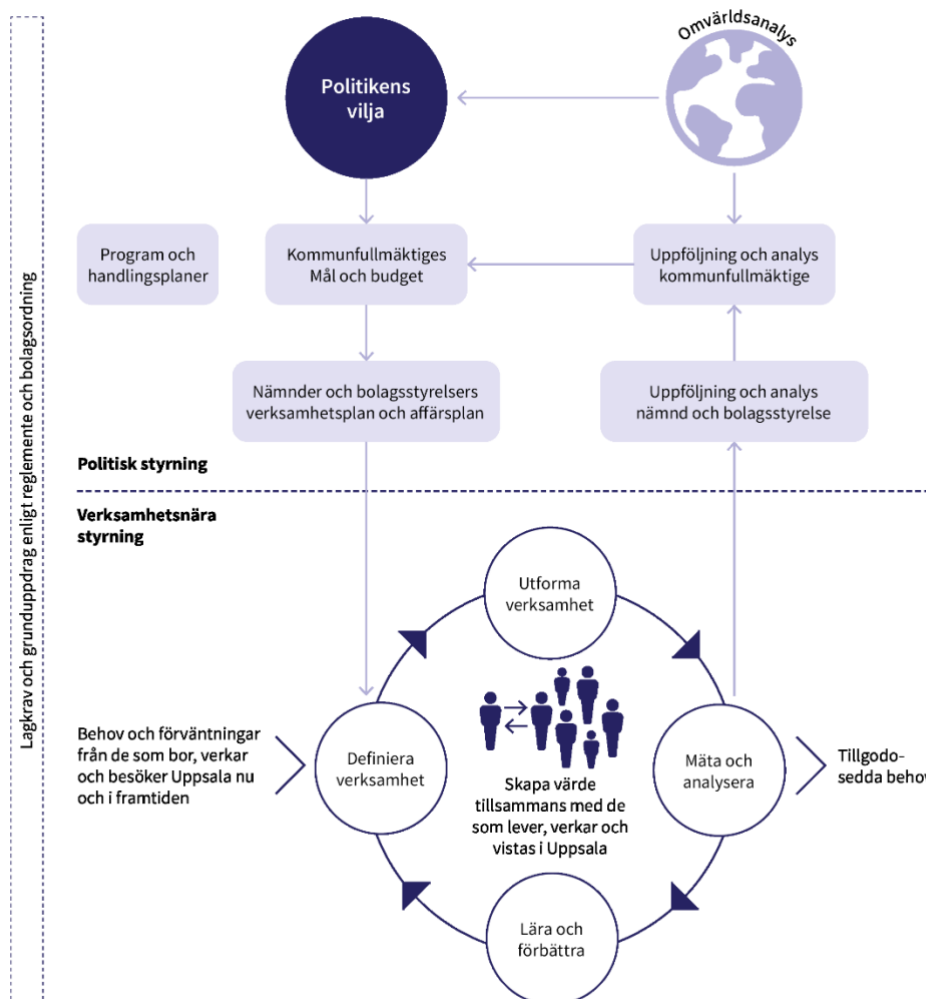 Omvärldsanalys
Politikens
vilja
Program och
handlingsplaner
Kommunfullmäktiges
Mål och budget
Uppföljning och analys
kommunfullmäktige
Nämnder och bolagsstyrelsers
verksamhetsplan och affärsplan
Uppföljning och analys
nämnd och bolagsstyrelse
Lagkrav och grunduppdrag enligt reglemente och bolagsordning
Politisk styrning
Verksamhetsnära
styrning
Utforma
verksamhet
Behov och förväntningar
från de som bor, verkar
och besöker Uppsala nu
och i framtiden
Definiera
verksamhet
Skapa värde
tillsammans med de
som lever, verkar och
vistas i Uppsala
Mäta och
analysera
Tillgodo-
sedda behov
Lära och
förbättra